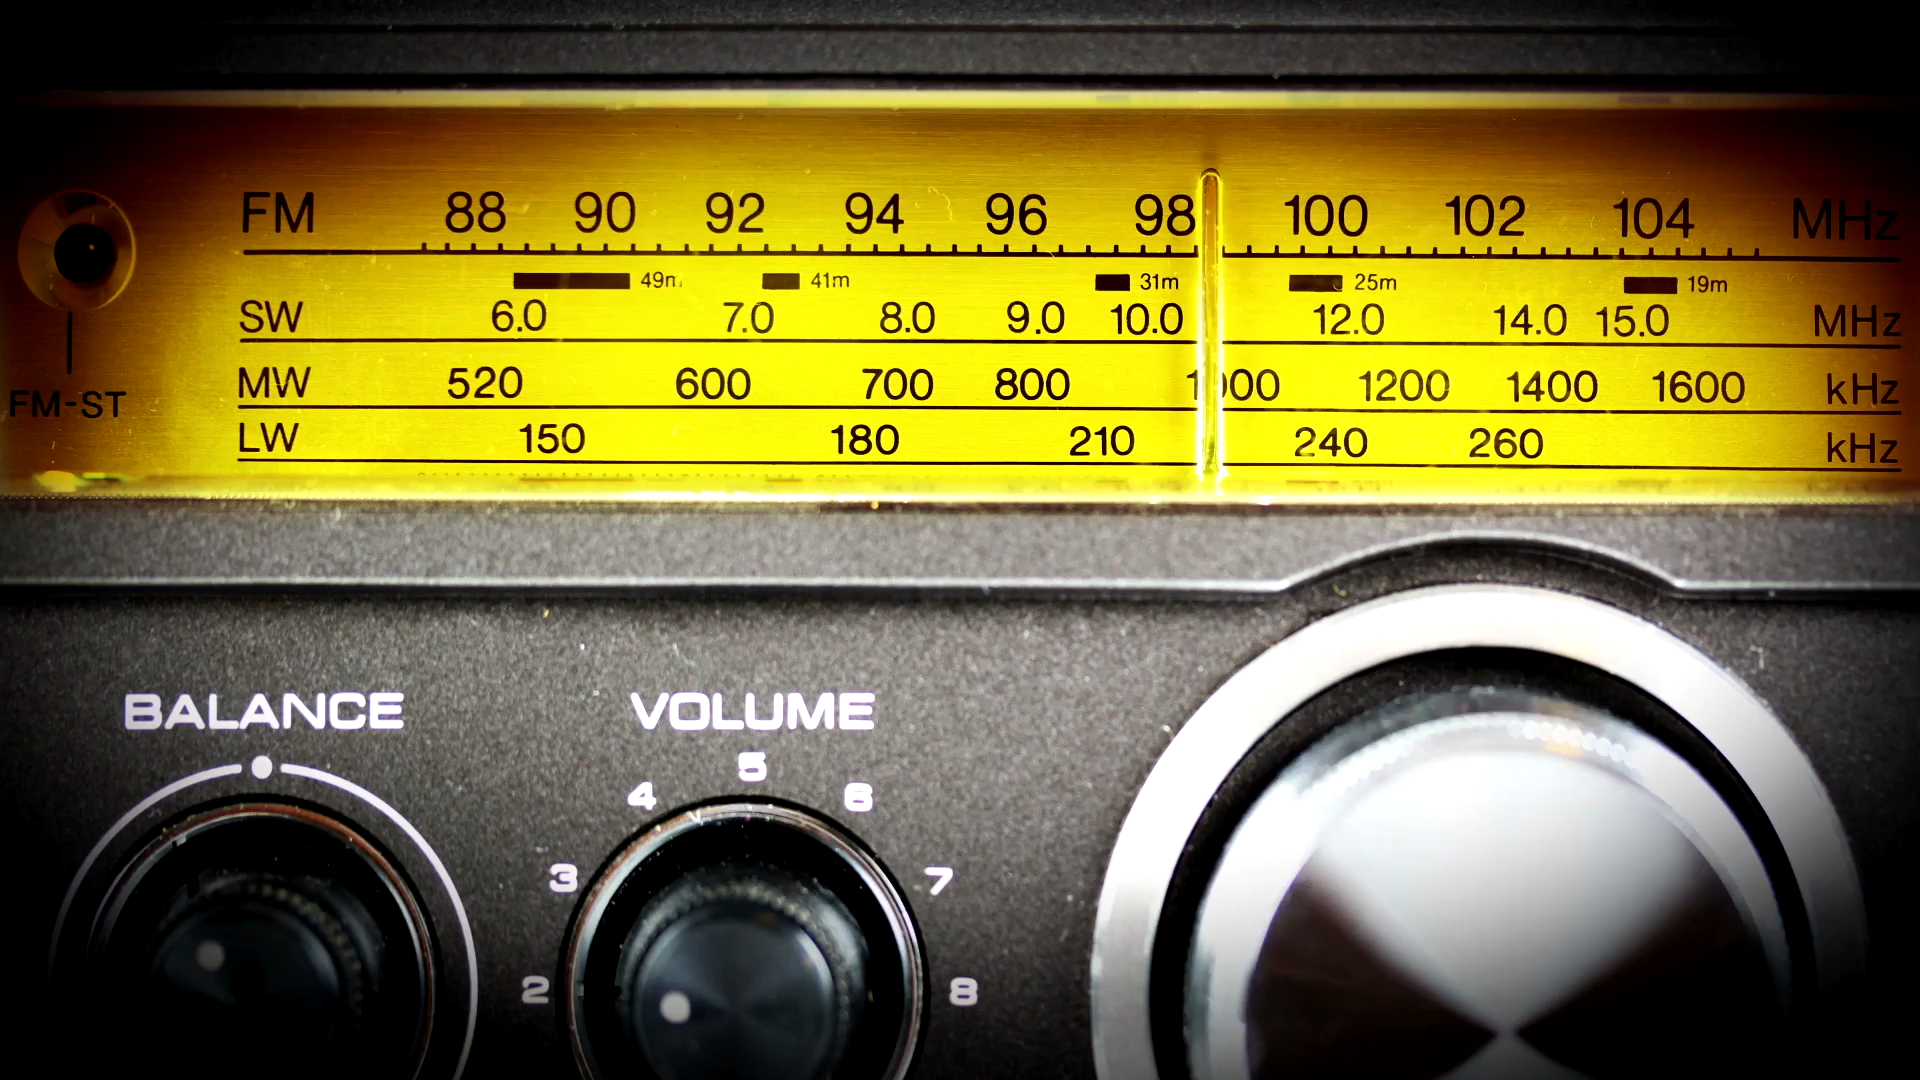 FM 88 90 92 94 96 98 100 102 104 MHz
49m 41m 31m 25m 19m
SW 6.0 7.0 8.0 9.0 10.0 12.0 14.0 15.0 MHz
MW 520 600 700 800 1000 1200 1400 1600 kHz
FM-ST
LW 150 180 210 240 260 kHz
BALANCE VOLUME
5
4 6
3 7
2 8